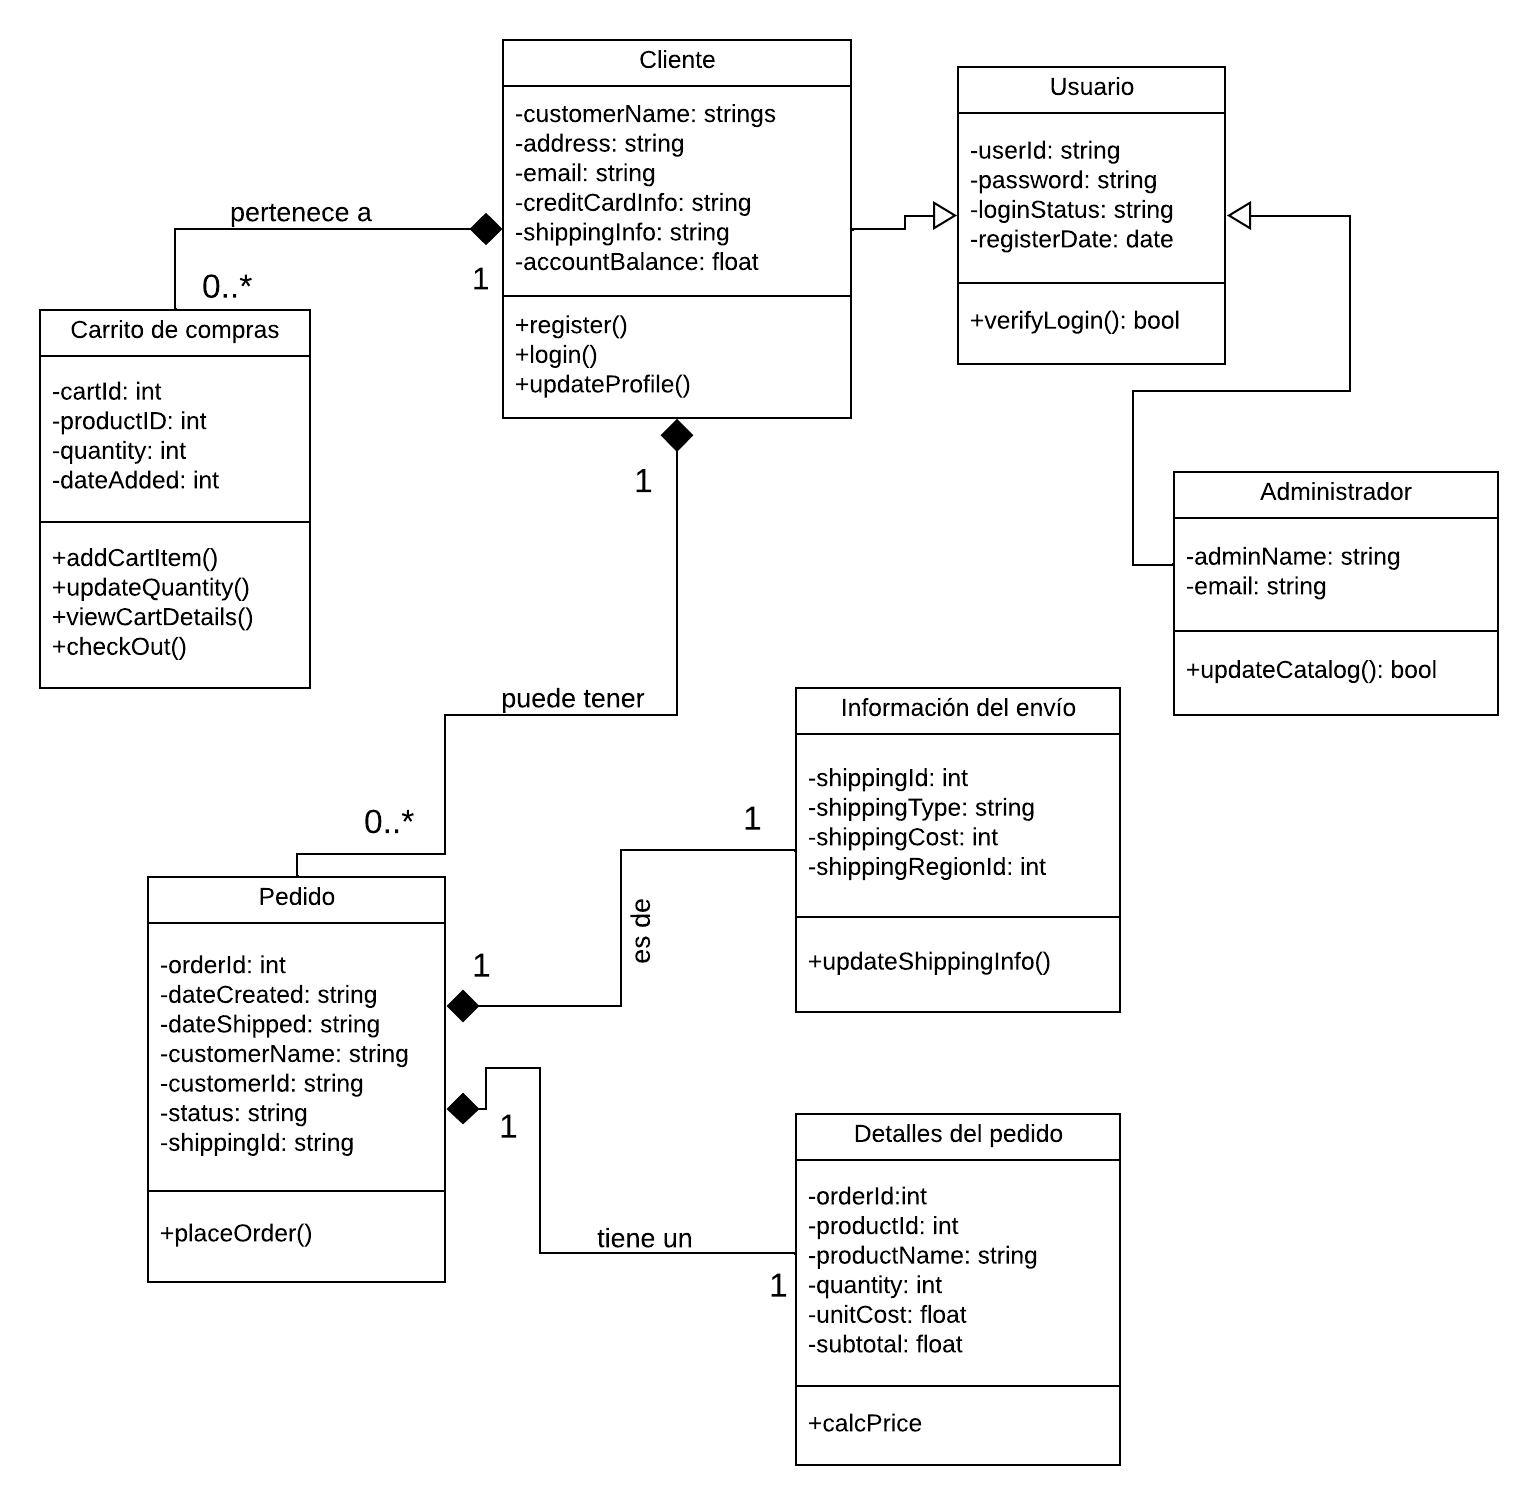 Cliente
-customerName: strings
-address: string
-email: string
-creditCardInfo: string
-shippingInfo: string
-accountBalance: float
+register()
+login()
+updateProfile()
Usuario
-userId: string
-password: string
-loginStatus: string
-registerDate: date
+verifyLogin(): bool
pertenece a
1
0..*
Carrito de compras
-cartId: int
-productID: int
-quantity: int
-dateAdded: int
+addCartItem()
+updateQuantity()
+viewCartDetails()
+checkOut()
1
puede tener
0..*
Administrador
-adminName: string
-email: string
+updateCatalog(): bool
Información del envío
-shippingId: int
-shippingType: string
-shippingCost: int
-shippingRegionId: int
+updateShippingInfo()
1
es de
1
Pedido
-orderId: int
-dateCreated: string
-dateShipped: string
-customerName: string
-customerId: string
-status: string
-shippingId: string
+placeOrder()
1
tiene un
1
Detalles del pedido
-orderId:int
-productId: int
-productName: string
-quantity: int
-unitCost: float
-subtotal: float
+calcPrice